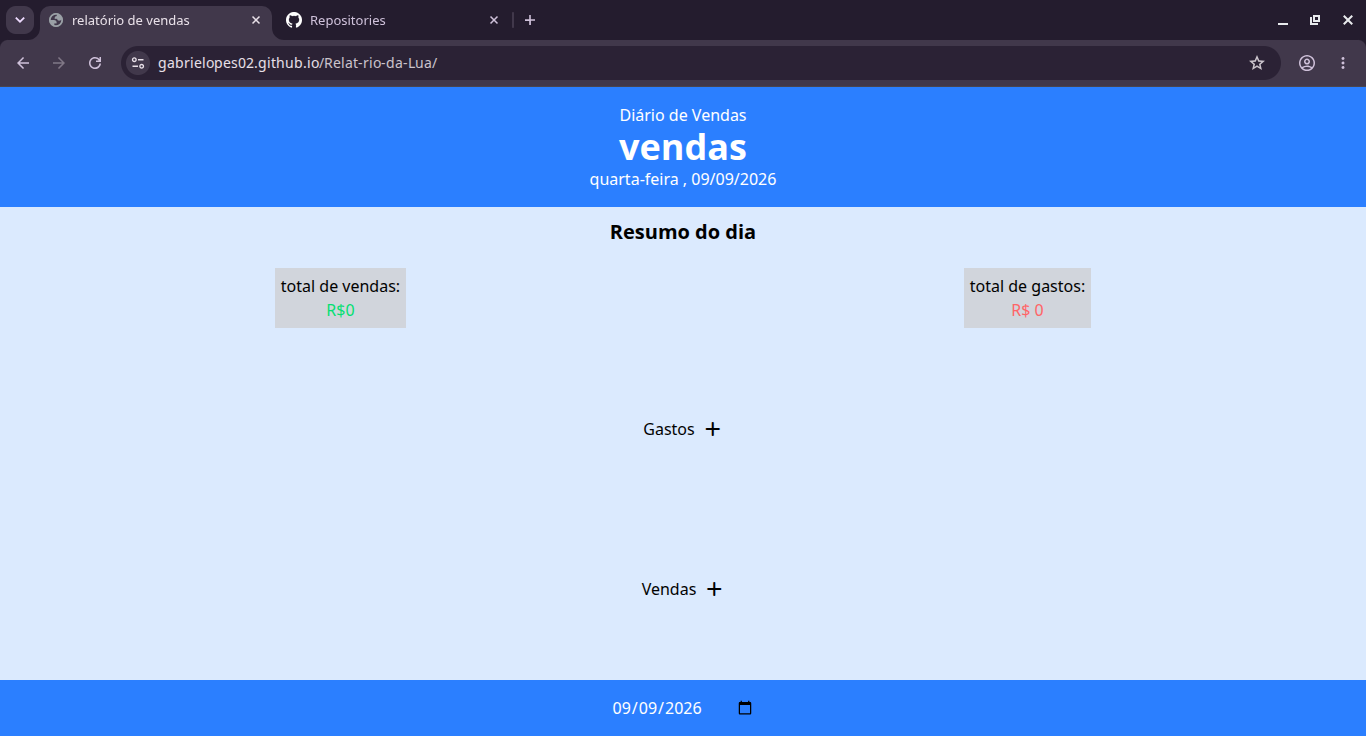 relatório de vendas
Repositories
gabrielopes02.github.io/Relat-rio-da-Lua/
Diário de Vendas
vendas
quarta-feira , 09/09/2026
Resumo do dia
total de vendas:
R$0
total de gastos:
R$ 0
Gastos +
Vendas +
09/09/2026